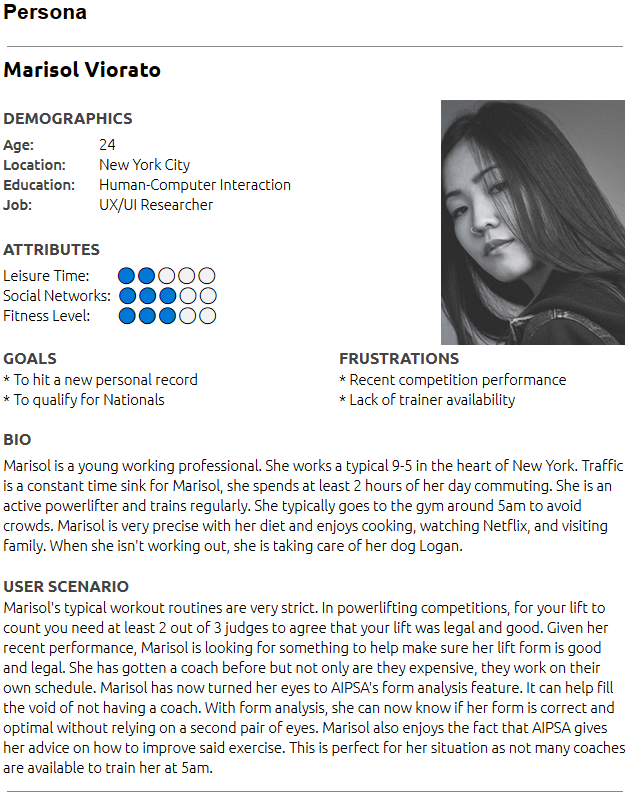 Persona
Marisol Viorato
DEMOGRAPHICS
Age: 24
Location: New York City
Education: Human-Computer Interaction
Job: UX/UI Researcher
ATTRIBUTES
Leisure Time:
Social Networks:
Fitness Level:
GOALS
* To hit a new personal record
* To qualify for Nationals
FRUSTRATIONS
* Recent competition performance
* Lack of trainer availability
BIO
Marisol is a young working professional. She works a typical 9-5 in the heart of New York. Traffic
is a constant time sink for Marisol, she spends at least 2 hours of her day commuting. She is an
active powerlifter and trains regularly. She typically goes to the gym around 5am to avoid
crowds. Marisol is very precise with her diet and enjoys cooking, watching Netflix, and visiting
family. When she isn't working out, she is taking care of her dog Logan.
USER SCENARIO
Marisol's typical workout routines are very strict. In powerlifting competitions, for your lift to
count you need at least 2 out of 3 judges to agree that your lift was legal and good. Given her
recent performance, Marisol is looking for something to help make sure her lift form is good
and legal. She has gotten a coach before but not only are they expensive, they work on their
own schedule. Marisol has now turned her eyes to AIPSA's form analysis feature. It can help fill
the void of not having a coach. With form analysis, she can now know if her form is correct and
optimal without relying on a second pair of eyes. Marisol also enjoys the fact that AIPSA gives
her advice on how to improve said exercise. This is perfect for her situation as not many coaches
are available to train her at 5am.